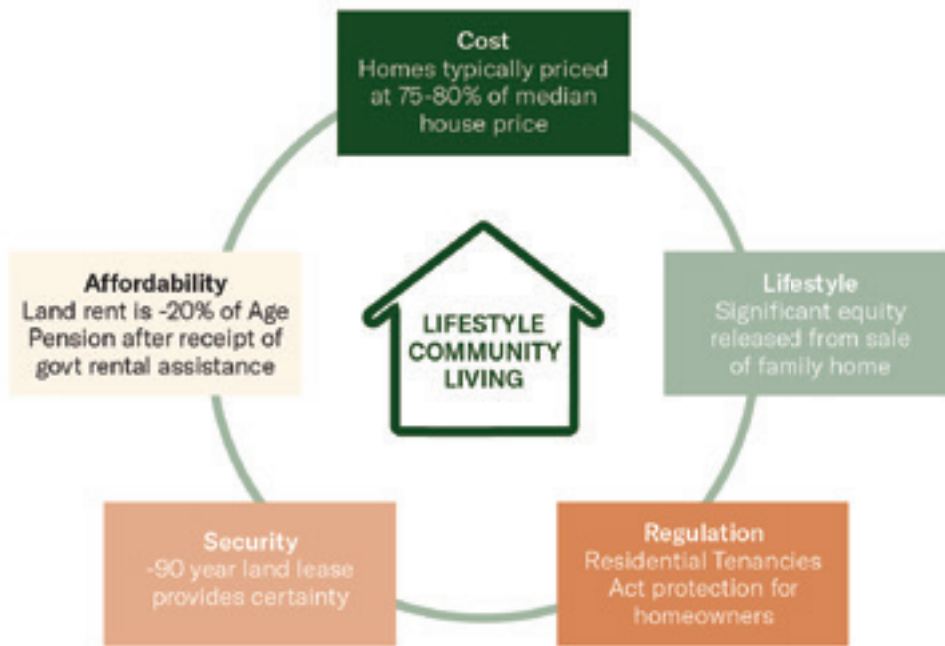 Cost
Homes typically priced
at 75-80% of median
house price
Affordability
Land rent is ~20% of Age
Pension after receipt of
govt rental assistance
LIFESTYLE
COMMUNITY
LIVING
Lifestyle
Significant equity
released from sale
of family home
Security
~90 year land lease
provides certainty
Regulation
Residential Tenancies
Act protection for
homeowners